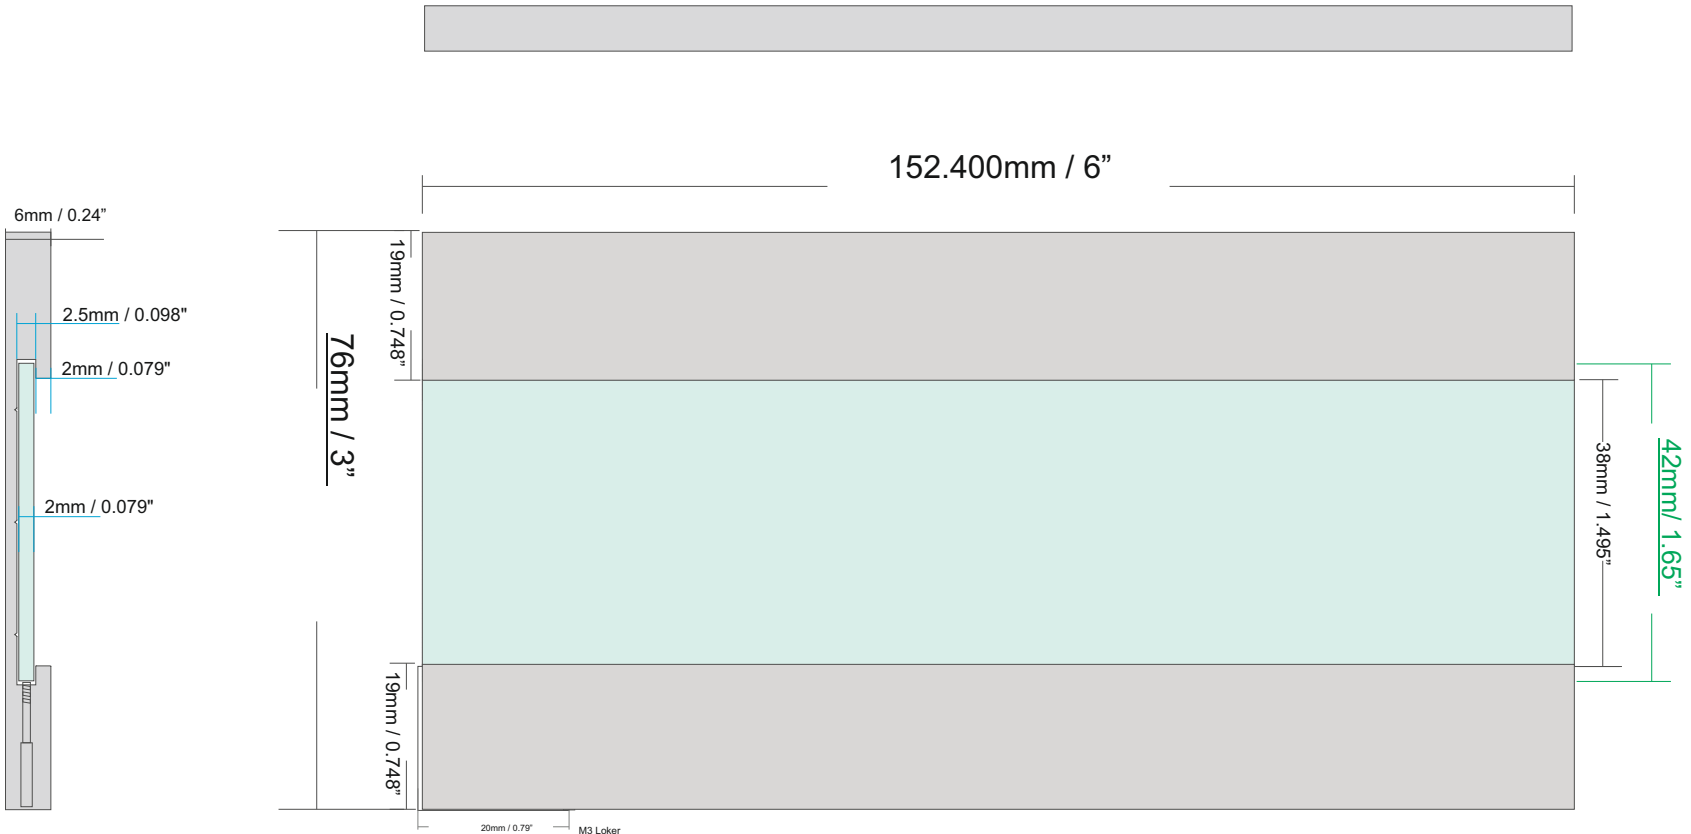 152.400mm / 6”
6mm / 0.24”
19mm / 0.748”
2.5mm / 0.098"
76mm / 3”
2mm / 0.079"
38mm / 1.495”
42mm/ 1.65”
2mm / 0.079"
19mm / 0.748”
20mm / 0.79”
M3 Loker